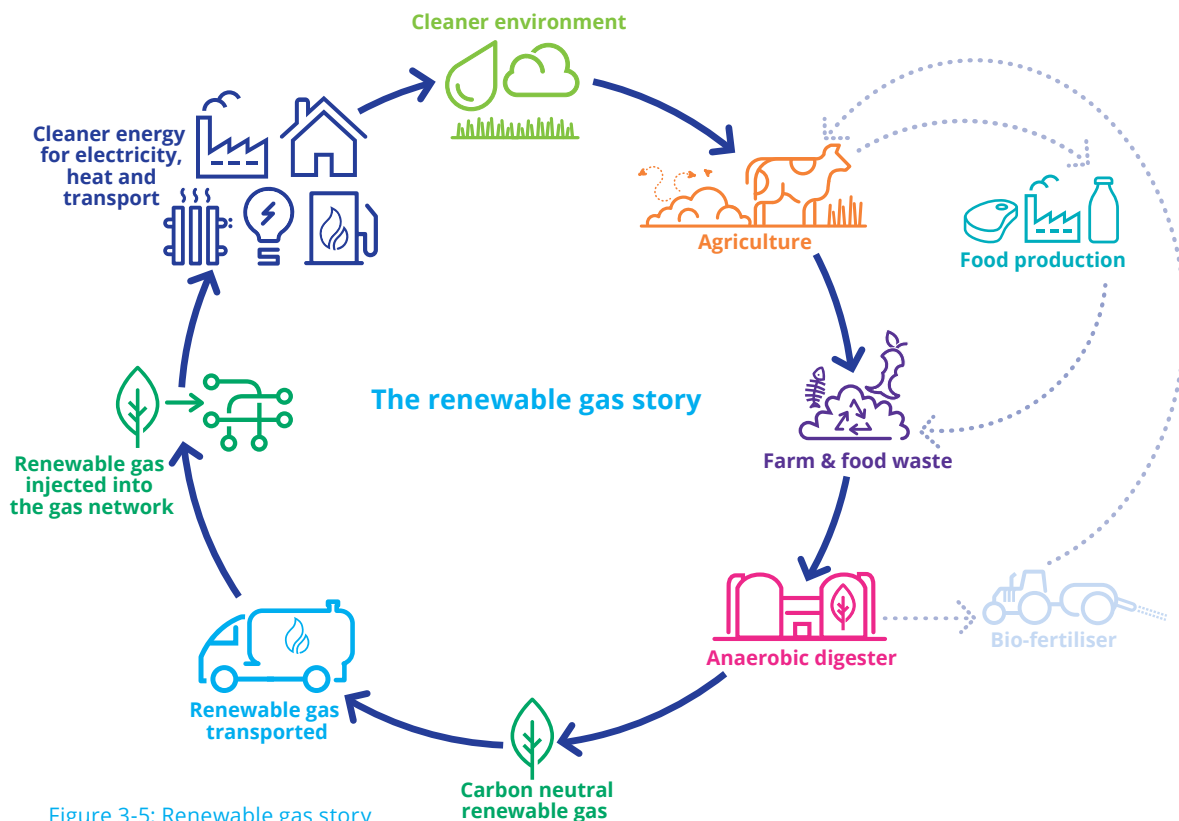 Cleaner environment
Cleaner energy
for electricity,
heat and
transport
Agriculture
Food production
The renewable gas story
Farm & food waste
Renewable gas
injected into
the gas network
Anaerobic digester
Bio-fertiliser
Renewable gas
transported
Carbon neutral
renewable gas
Figure 3-5: Renewable gas story